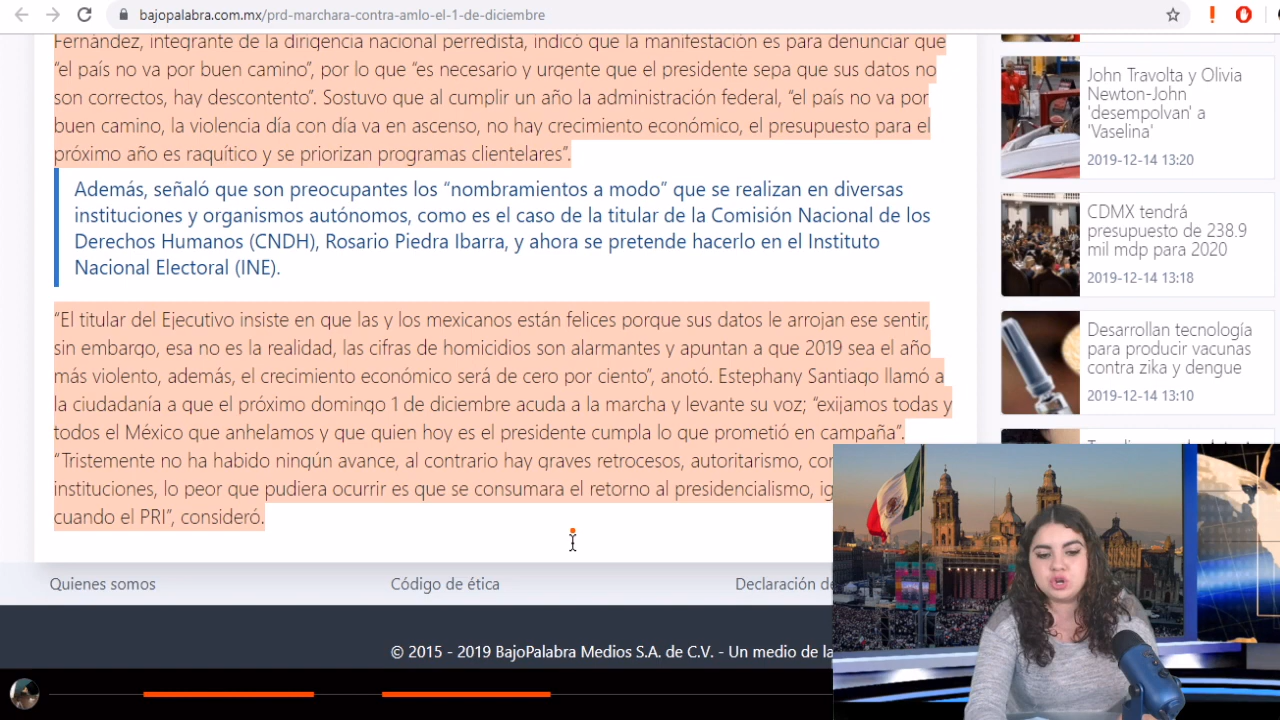 bajopalabra.com.mx/prd-marchara-contra-amlo-el-1-de-diciembre
Fernández, integrante de la dirigencia nacional perredista, indicó que la manifestación es para denunciar que
“el país no va por buen camino”, por lo que “es necesario y urgente que el presidente sepa que sus datos no
son correctos, hay descontento”. Sostuvo que al cumplir un año la administración federal, “el país no va por
buen camino, la violencia día con día va en ascenso, no hay crecimiento económico, el presupuesto para el
próximo año es raquítico y se priorizan programas clientelares”.
Además, señaló que son preocupantes los “nombramientos a modo” que se realizan en diversas
instituciones y organismos autónomos, como es el caso de la titular de la Comisión Nacional de los
Derechos Humanos (CNDH), Rosario Piedra Ibarra, y ahora se pretende hacerlo en el Instituto
Nacional Electoral (INE).
“El titular del Ejecutivo insiste en que las y los mexicanos están felices porque sus datos le arrojan ese sentir,
sin embargo, esa no es la realidad, las cifras de homicidios son alarmantes y apuntan a que 2019 sea el año
más violento, además, el crecimiento económico será de cero por ciento”, anotó. Estephany Santiago llamó a
la ciudadanía a que el próximo domingo 1 de diciembre acuda a la marcha y levante su voz; “exijamos todas y
todos el México que anhelamos y que quien hoy es el presidente cumpla lo que prometió en campaña”.
“Tristemente no ha habido ningún avance, al contrario hay graves retrocesos, autoritarismo,
instituciones, lo peor que pudiera ocurrir es que se consumara el retorno al presidencialismo,
cuando el PRI”, consideró.
John Travolta y Olivia
Newton-John
'desempolvan' a
'Vaselina'
2019-12-14 13:20
CDMX tendrá
presupuesto de 238.9
mil mdp para 2020
2019-12-14 13:18
Desarrollan tecnología
para producir vacunas
contra zika y dengue
2019-12-14 13:10
Quienes somos
Código de ética
Declaración
© 2015 - 2019 BajoPalabra Medios S.A. de C.V. - Un medio de